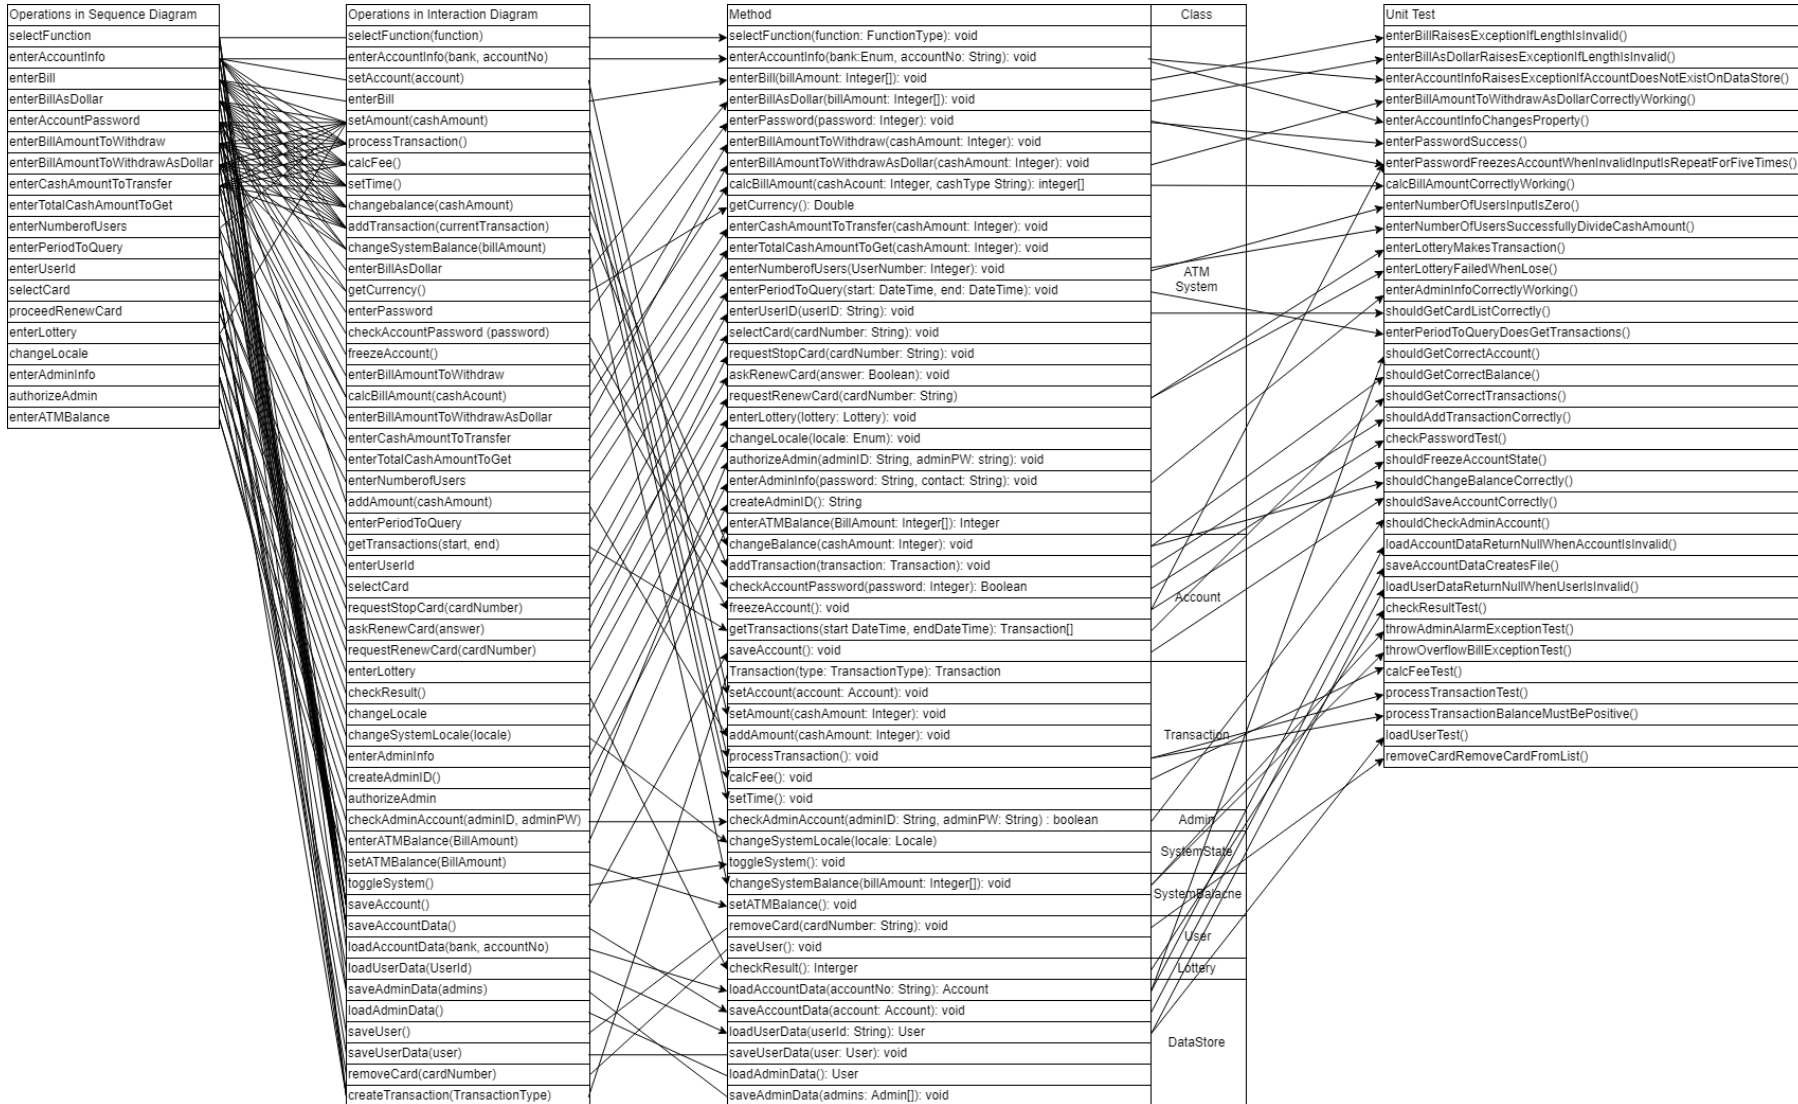 Operations in Sequence Diagram
selectFunction
enterAccountInfo
enterBill
enterBillAsDollar
enterAccountPassword
enterBillAmountToWithdraw
enterBillAmountToWithdrawAsDollar
enterCashAmountToTransfer
enterTotalCashAmountToGet
enterNumberofUsers
enterPeriodToQuery
enterUserId
selectCard
proceedRenewCard
enterLottery
changeLocale
enterAdminInfo
authorizeAdmin
enterATMBalance
Operations in Interaction Diagram
selectFunction(function)
enterAccountInfo(bank, accountNo)
setAccount(account)
enterBill
setAmount(cashAmount)
processTransaction()
calcFee()
setTime()
changebalance(cashAmount)
addTransaction(currentTransaction)
changeSystemBalance(billAmount)
enterBillAsDollar
getCurrency()
enterPassword
checkAccountPassword (password)
freezeAccount()
enterBillAmountToWithdraw
calcBillAmount(cashAcount)
enterBillAmountToWithdrawAsDollar
enterCashAmountToTransfer
enterTotalCashAmountToGet
enterNumberofUsers
addAmount(cashAmount)
enterPeriodToQuery
getTransactions(start, end)
enterUserId
selectCard
requestStopCard(cardNumber)
askRenewCard(answer)
requestRenewCard(cardNumber)
enterLottery
checkResult()
changeLocale
changeSystemLocale(locale)
enterAdminInfo
createAdminID()
authorizeAdmin
checkAdminAccount(adminID, adminPW)
enterATMBalance(BillAmount)
setATMBalance(BillAmount)
toggleSystem()
saveAccount()
saveAccountData()
loadAccountData(bank, accountNo)
loadUserData(UserId)
saveAdminData(admins)
loadAdminData()
saveUser()
saveUserData(user)
removeCard(cardNumber)
createTransaction(TransactionType)
Method
selectFunction(function: FunctionType): void
enterAccountInfo(bank:Enum, accountNo: String): void
enterBill(billAmount: Integer[]): void
enterBillAsDollar(billAmount: Integer[]): void
enterPassword(password: Integer): void
enterBillAmountToWithdraw(cashAmount: Integer): void
enterBillAmountToWithdrawAsDollar(cashAmount: Integer): void
calcBillAmount(cashAcount: Integer, cashType String): integer[]
getCurrency(): Double
enterCashAmountToTransfer(cashAmount: Integer): void
enterTotalCashAmountToGet(cashAmount: Integer): void
enterNumberofUsers(UserNumber: Integer): void
enterPeriodToQuery(start: DateTime, end: DateTime): void
enterUserID(userID: String): void
selectCard(cardNumber: String): void
requestStopCard(cardNumber: String): void
askRenewCard(answer: Boolean): void
requestRenewCard(cardNumber: String)
enterLottery(lottery: Lottery): void
changeLocale(locale: Enum): void
authorizeAdmin(adminID: String, adminPW: string): void
enterAdminInfo(password: String, contact: String): void
createAdminID(): String
enterATMBalance(BillAmount: Integer[]): Integer
changeBalance(cashAmount: Integer): void
addTransaction(transaction: Transaction): void
checkAccountPassword(password: Integer): Boolean
freezeAccount(): void
getTransactions(start DateTime, endDateTime): Transaction[]
saveAccount(): void
Transaction(type: TransactionType): Transaction
setAccount(account: Account): void
setAmount(cashAmount: Integer): void
addAmount(cashAmount: Integer): void
processTransaction(): void
calcFee(): void
setTime(): void
checkAdminAccount(adminID: String, adminPW: String) : boolean
changeSystemLocale(locale: Locale)
toggleSystem(): void
changeSystemBalance(billAmount: Integer[]): void
setATMBalance(): void
removeCard(cardNumber: String): void
saveUser(): void
checkResult(): Interger
loadAccountData(accountNo: String): Account
saveAccountData(account: Account): void
loadUserData(userId: String): User
saveUserData(user: User): void
loadAdminData(): User
saveAdminData(admins: Admin[]): void
Class
ATM
System
Account
Transaction
Admin
SystemState
SystemBalacne
User
Lottery
DataStore
Unit Test
enterBillRaisesExceptionIfLengthIsInvalid()
enterBillAsDollarRaisesExceptionIfLengthIsInvalid()
enterAccountInfoRaisesExceptionIfAccountDoesNotExistOnDataStore()
enterBillAmountToWithdrawAsDollarCorrectlyWorking()
enterAccountInfoChangesProperty()
enterPasswordSuccess()
enterPasswordFreezesAccountWhenInvalidInputIsRepeatForFiveTimes()
calcBillAmountCorrectlyWorking()
enterNumberOfUsersInputIsZero()
enterNumberOfUsersSuccessfullyDivideCashAmount()
enterLotteryMakesTransaction()
enterLotteryFailedWhenLose()
enterAdminInfoCorrectlyWorking()
shouldGetCardListCorrectly()
enterPeriodToQueryDoesGetTransactions()
shouldGetCorrectAccount()
shouldGetCorrectBalance()
shouldGetCorrectTransactions()
shouldAddTransactionCorrectly()
checkPasswordTest()
shouldFreezeAccountState()
shouldChangeBalanceCorrectly()
shouldSaveAccountCorrectly()
shouldCheckAdminAccount()
loadAccountDataReturnNullWhenAccountIsInvalid()
saveAccountDataCreatesFile()
loadUserDataReturnNullWhenUserIsInvalid()
checkResultTest()
throwAdminAlarmExceptionTest()
throwOverflowBillExceptionTest()
calcFeeTest()
processTransactionTest()
processTransactionBalanceMustBePositive()
loadUserTest()
removeCardRemoveCardFromList()